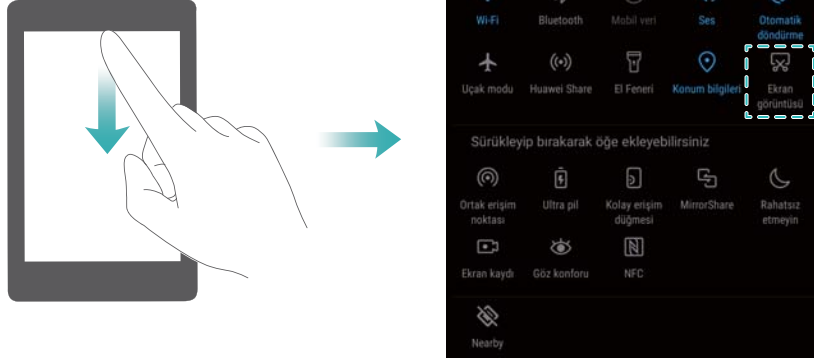 Wi-Fi Bluetooth Mobil veri Ses Otomatik
döndürme
Uçak modu Huawei Share El Feneri Konum bilgileri Ekran
görüntüsü
Sürükleyip bırakarak öğe ekleyebilirsiniz
Ortak erişim Ultra pil Kolay erişim MirrorShare Rahatsız
noktası düğmesi etmeyin
Ekran kaydı Göz konforu NFC
Nearby